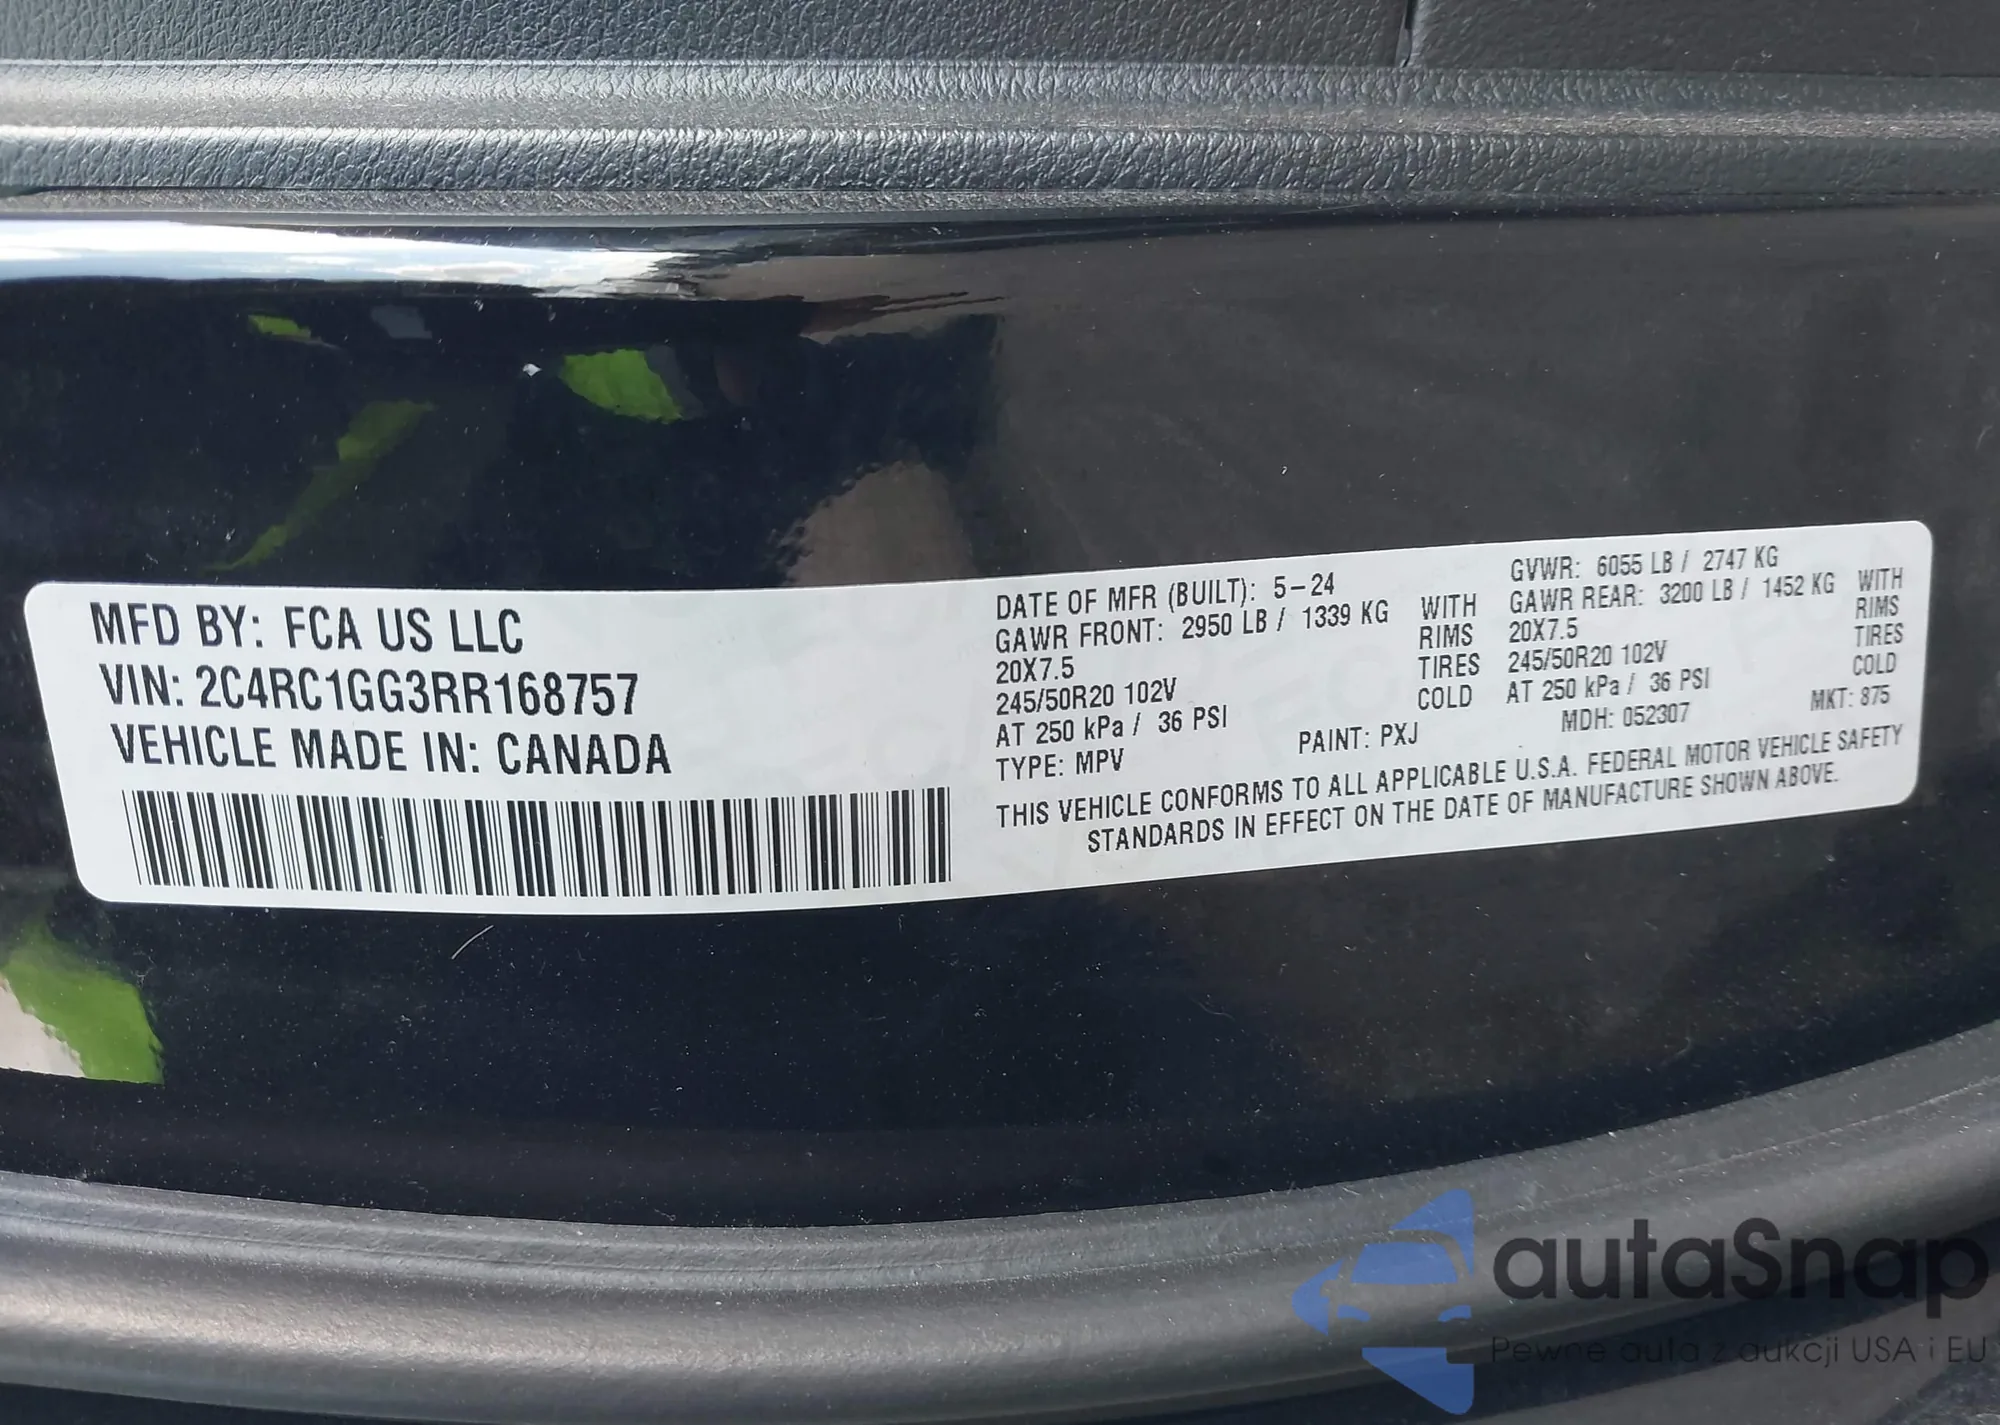 MFD BY: FCA US LLC
VIN: 2C4RC1GG3RR168757
VEHICLE MADE IN: CANADA
DATE OF MFR (BUILT): 5-24
GVWR: 6055 LB / 2747 KG
GAWR FRONT: 2950 LB / 1339 KG WITH
GAWR REAR: 3200 LB / 1452 KG WITH
20X7.5 RIMS
20X7.5 RIMS
245/50R20 102V TIRES
245/50R20 102V TIRES
AT 250 kPa / 36 PSI COLD
AT 250 kPa / 36 PSI COLD
TYPE: MPV PAINT: PXJ MDH: 052307 MKT: 875
THIS VEHICLE CONFORMS TO ALL APPLICABLE U.S.A. FEDERAL MOTOR VEHICLE SAFETY
STANDARDS IN EFFECT ON THE DATE OF MANUFACTURE SHOWN ABOVE.
autaSnap
Pewne auta z aukcji USA i EU